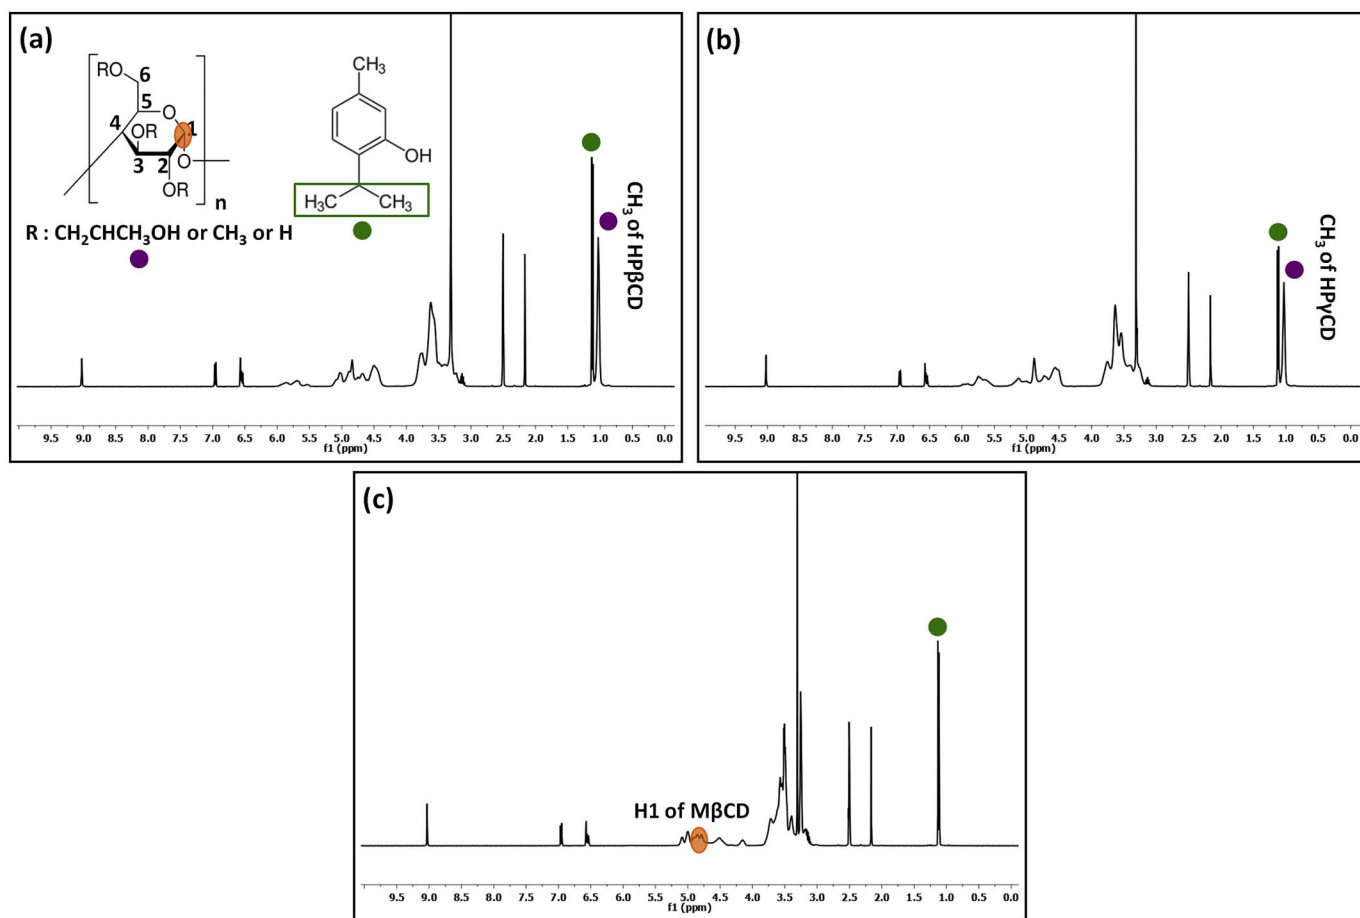 (a)
RO
6
5
O
4
OR
1
3
2
O
OR
n
R : CH₂CHCH₃OH or CH₃ or H
CH₃
OH
H₃C
CH₃
CH₃ of HPβCD
9.5 9.0 8.5 8.0 7.5 7.0 6.5 6.0 5.5 5.0 4.5 4.0 3.5 3.0 2.5 2.0 1.5 1.0 0.5 0.0
f1 (ppm)
(b)
CH₃ of HPγCD
9.5 9.0 8.5 8.0 7.5 7.0 6.5 6.0 5.5 5.0 4.5 4.0 3.5 3.0 2.5 2.0 1.5 1.0 0.5 0.0
f1 (ppm)
(c)
H1 of MβCD
9.5 9.0 8.5 8.0 7.5 7.0 6.5 6.0 5.5 5.0 4.5 4.0 3.5 3.0 2.5 2.0 1.5 1.0 0.5 0.0
f1 (ppm)